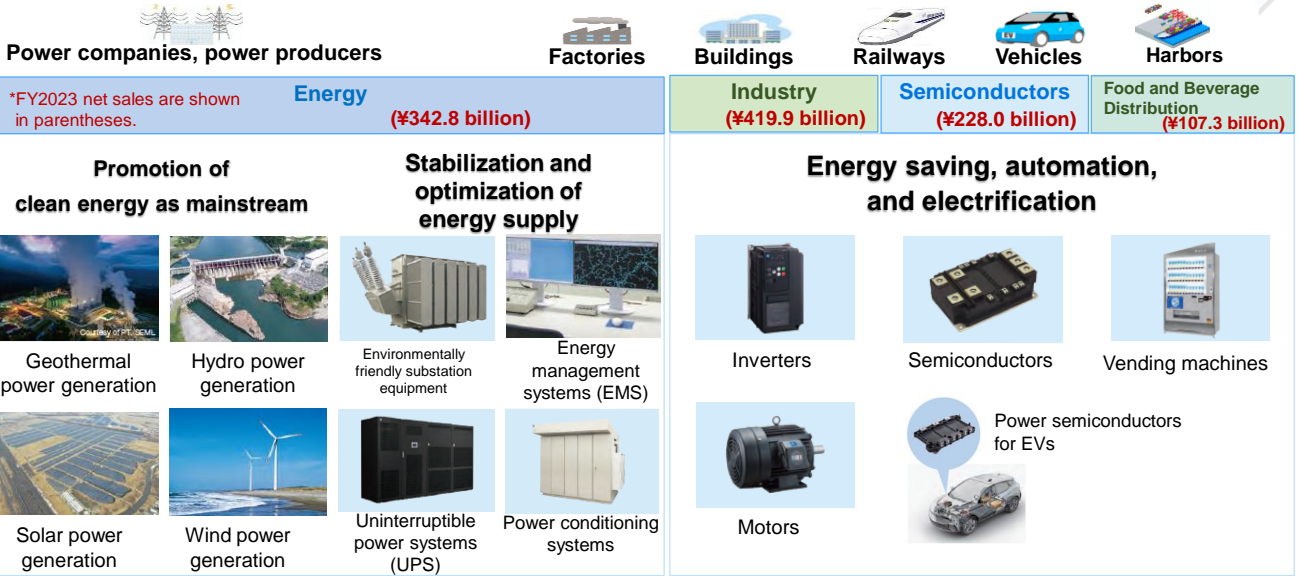 Power companies, power producers
Factories
Buildings
Railways
Vehicles
Harbors
*FY2023 net sales are shown
in parentheses.
Energy
(¥342.8 billion)
Industry
(¥419.9 billion)
Semiconductors
(¥228.0 billion)
Food and Beverage
Distribution
(¥107.3 billion)
Promotion of
clean energy as mainstream
Stabilization and
optimization of
energy supply
Energy saving, automation,
and electrification
Courtesy of PT. SEML
Geothermal
power generation
Hydro power
generation
Environmentally
friendly substation
equipment
Energy
management
systems (EMS)
Inverters
Semiconductors
Vending machines
Solar power
generation
Wind power
generation
Uninterruptible
power systems
(UPS)
Power conditioning
systems
Motors
Power semiconductors
for EVs